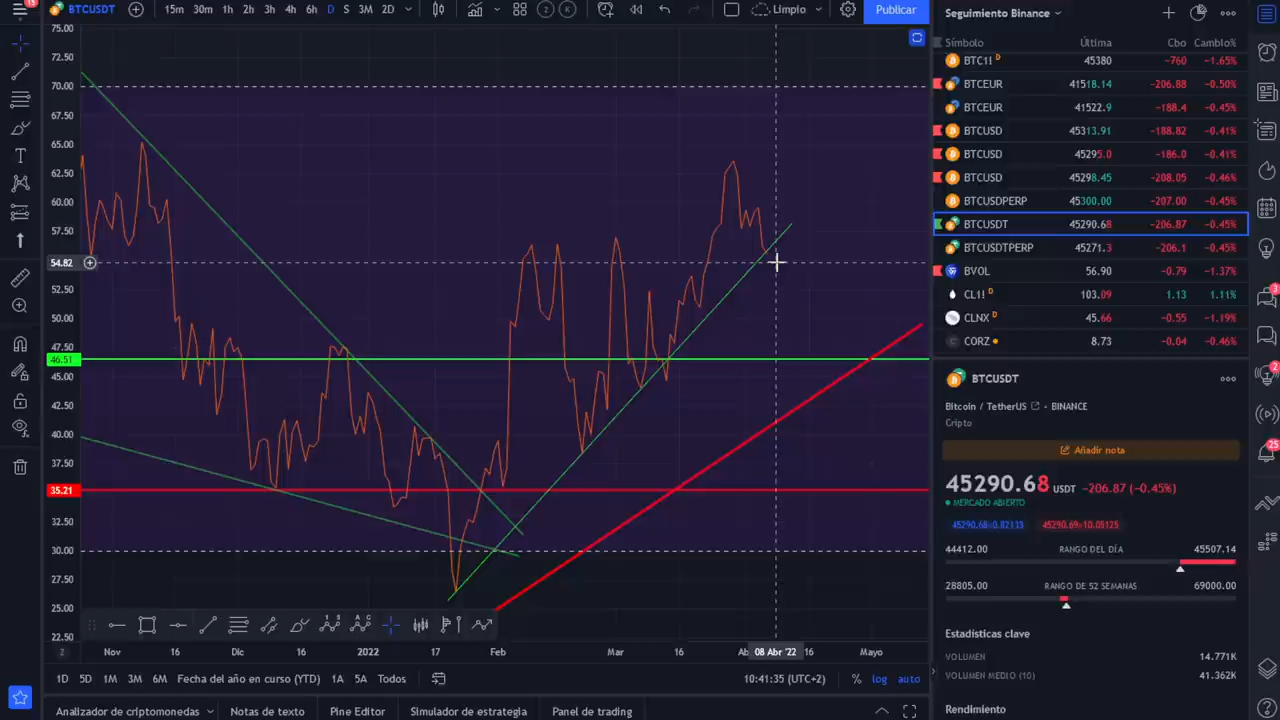 15
BTCUSDT
15m 30m 1h 2h 3h 4h 6h D S 3M 2D
2 K
Limpio
Publicar
75.00
72.50
70.00
67.50
65.00
62.50
60.00
57.50
54.82
52.50
50.00
47.50
46.51
45.00
42.50
40.00
37.50
35.21
32.50
30.00
27.50
25.00
22.50
Nov 16 Dic 16 2022 17 Feb Mar 16 08 Abr '22 16 Mayo
1D 5D 1M 3M 6M Fecha del año en curso (YTD) 1A 5A Todos
10:41:35 (UTC+2) % log auto
Analizador de criptomonedas Notas de texto Pine Editor Simulador de estrategia Panel de trading
Seguimiento Binance
Símbolo Última Cbo Cambio%
BTC1! D 45380 −760 −1.65%
BTCEUR 41518.14 −206.88 −0.50%
BTCEUR 41522.9 −188.4 −0.45%
BTCUSD 45313.91 −188.82 −0.41%
BTCUSD 45295.0 −186.0 −0.41%
BTCUSD 45298.45 −208.05 −0.46%
BTCUSDPERP 45300.00 −207.00 −0.45%
BTCUSDT 45290.68 −206.87 −0.45%
BTCUSDTPERP 45271.3 −206.1 −0.45%
BVOL 56.90 −0.79 −1.37%
CL1! D 103.09 1.13 1.11%
CLNX D 45.66 −0.55 −1.19%
CORZ 8.73 −0.04 −0.46%
BTCUSDT
Bitcoin / TetherUS · BINANCE
Cripto
Añadir nota
45290.68 USDT −206.87 (−0.45%)
MERCADO ABIERTO
44412.00 RANGO DEL DÍA 45507.14
28805.00 RANGO DE 52 SEMANAS 69000.00
Estadísticas clave
VOLUMEN 14.771K
VOLUMEN MEDIO (10) 41.362K
Rendimiento
3
2
25